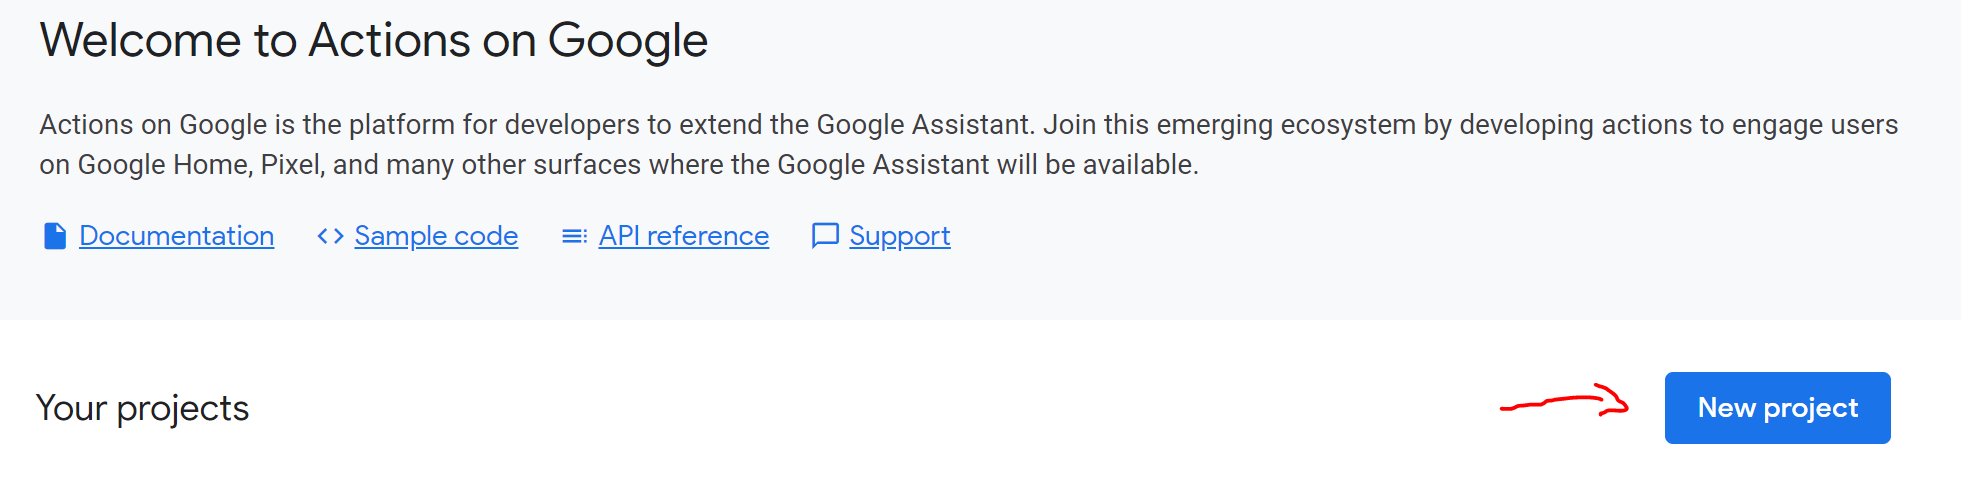 Welcome to Actions on Google
Actions on Google is the platform for developers to extend the Google Assistant. Join this emerging ecosystem by developing actions to engage users
on Google Home, Pixel, and many other surfaces where the Google Assistant will be available.
Documentation Sample code API reference Support
Your projects New project